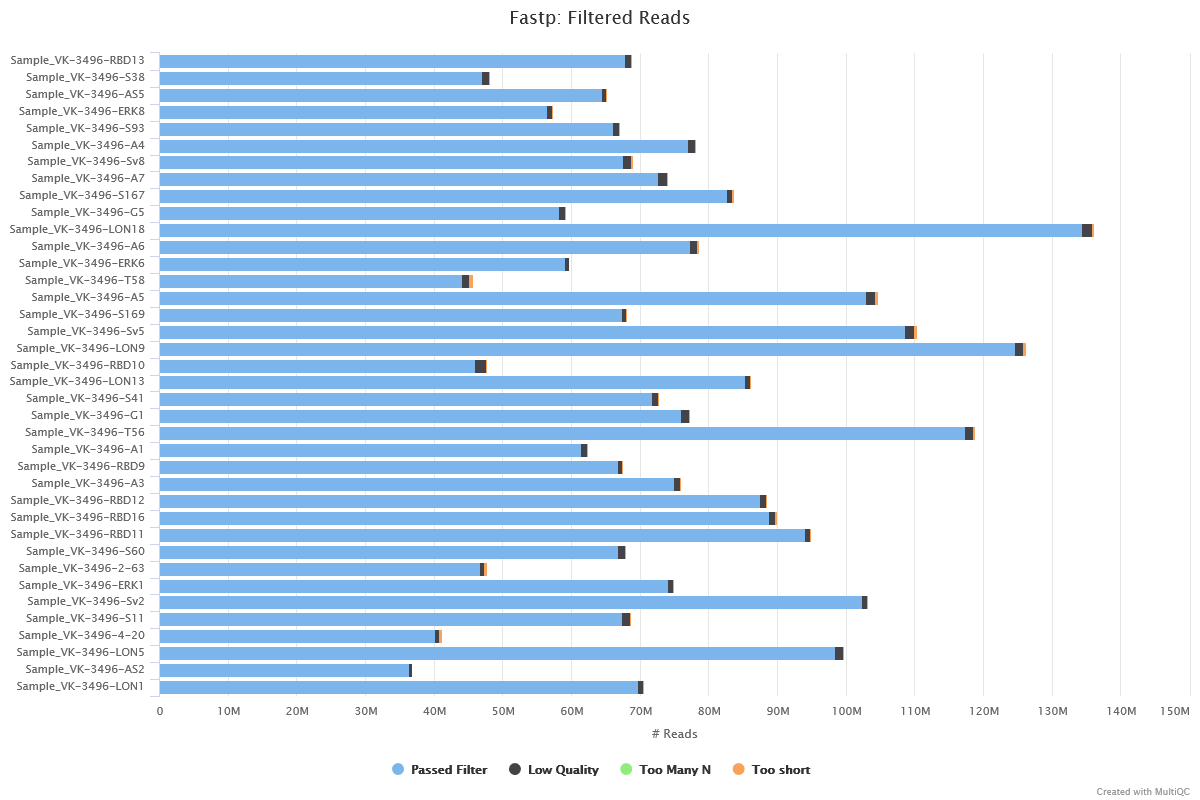 Fastp: Filtered Reads
Sample_VK-3496-RBD13
Sample_VK-3496-S38
Sample_VK-3496-AS5
Sample_VK-3496-ERK8
Sample_VK-3496-S93
Sample_VK-3496-A4
Sample_VK-3496-Sv8
Sample_VK-3496-A7
Sample_VK-3496-S167
Sample_VK-3496-G5
Sample_VK-3496-LON18
Sample_VK-3496-A6
Sample_VK-3496-ERK6
Sample_VK-3496-T58
Sample_VK-3496-A5
Sample_VK-3496-S169
Sample_VK-3496-Sv5
Sample_VK-3496-LON9
Sample_VK-3496-RBD10
Sample_VK-3496-LON13
Sample_VK-3496-S41
Sample_VK-3496-G1
Sample_VK-3496-T56
Sample_VK-3496-A1
Sample_VK-3496-RBD9
Sample_VK-3496-A3
Sample_VK-3496-RBD12
Sample_VK-3496-RBD16
Sample_VK-3496-RBD11
Sample_VK-3496-S60
Sample_VK-3496-2-63
Sample_VK-3496-ERK1
Sample_VK-3496-Sv2
Sample_VK-3496-S11
Sample_VK-3496-4-20
Sample_VK-3496-LON5
Sample_VK-3496-AS2
Sample_VK-3496-LON1
0 10M 20M 30M 40M 50M 60M 70M 80M 90M 100M 110M 120M 130M 140M 150M
# Reads
Passed Filter Low Quality Too Many N Too short
Created with MultiQC